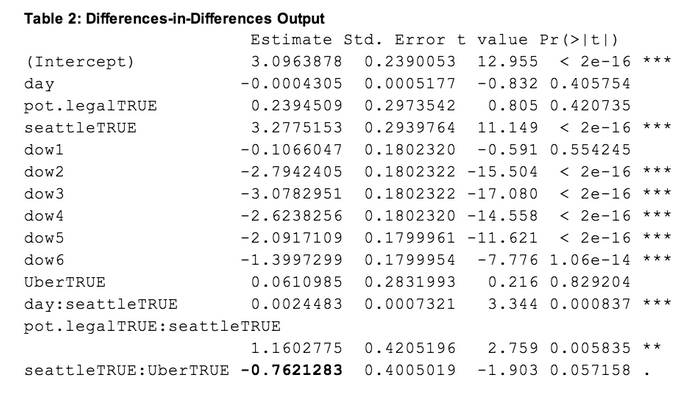 Table 2: Differences-in-Differences Output
Estimate Std. Error t value Pr(>|t|)
(Intercept) 3.0963878 0.2390053 12.955 < 2e-16 ***
day -0.0004305 0.0005177 -0.832 0.405754
pot.legalTRUE 0.2394509 0.2973542 0.805 0.420735
seattleTRUE 3.2775153 0.2939764 11.149 < 2e-16 ***
dow1 -0.1066047 0.1802320 -0.591 0.554245
dow2 -2.7942405 0.1802322 -15.504 < 2e-16 ***
dow3 -3.0782951 0.1802322 -17.080 < 2e-16 ***
dow4 -2.6238256 0.1802320 -14.558 < 2e-16 ***
dow5 -2.0917109 0.1799961 -11.621 < 2e-16 ***
dow6 -1.3997299 0.1799954 -7.776 1.06e-14 ***
UberTRUE 0.0610985 0.2831993 0.216 0.829204
day:seattleTRUE 0.0024483 0.0007321 3.344 0.000837 ***
pot.legalTRUE:seattleTRUE
1.1602775 0.4205196 2.759 0.005835 **
seattleTRUE:UberTRUE -0.7621283 0.4005019 -1.903 0.057158 .